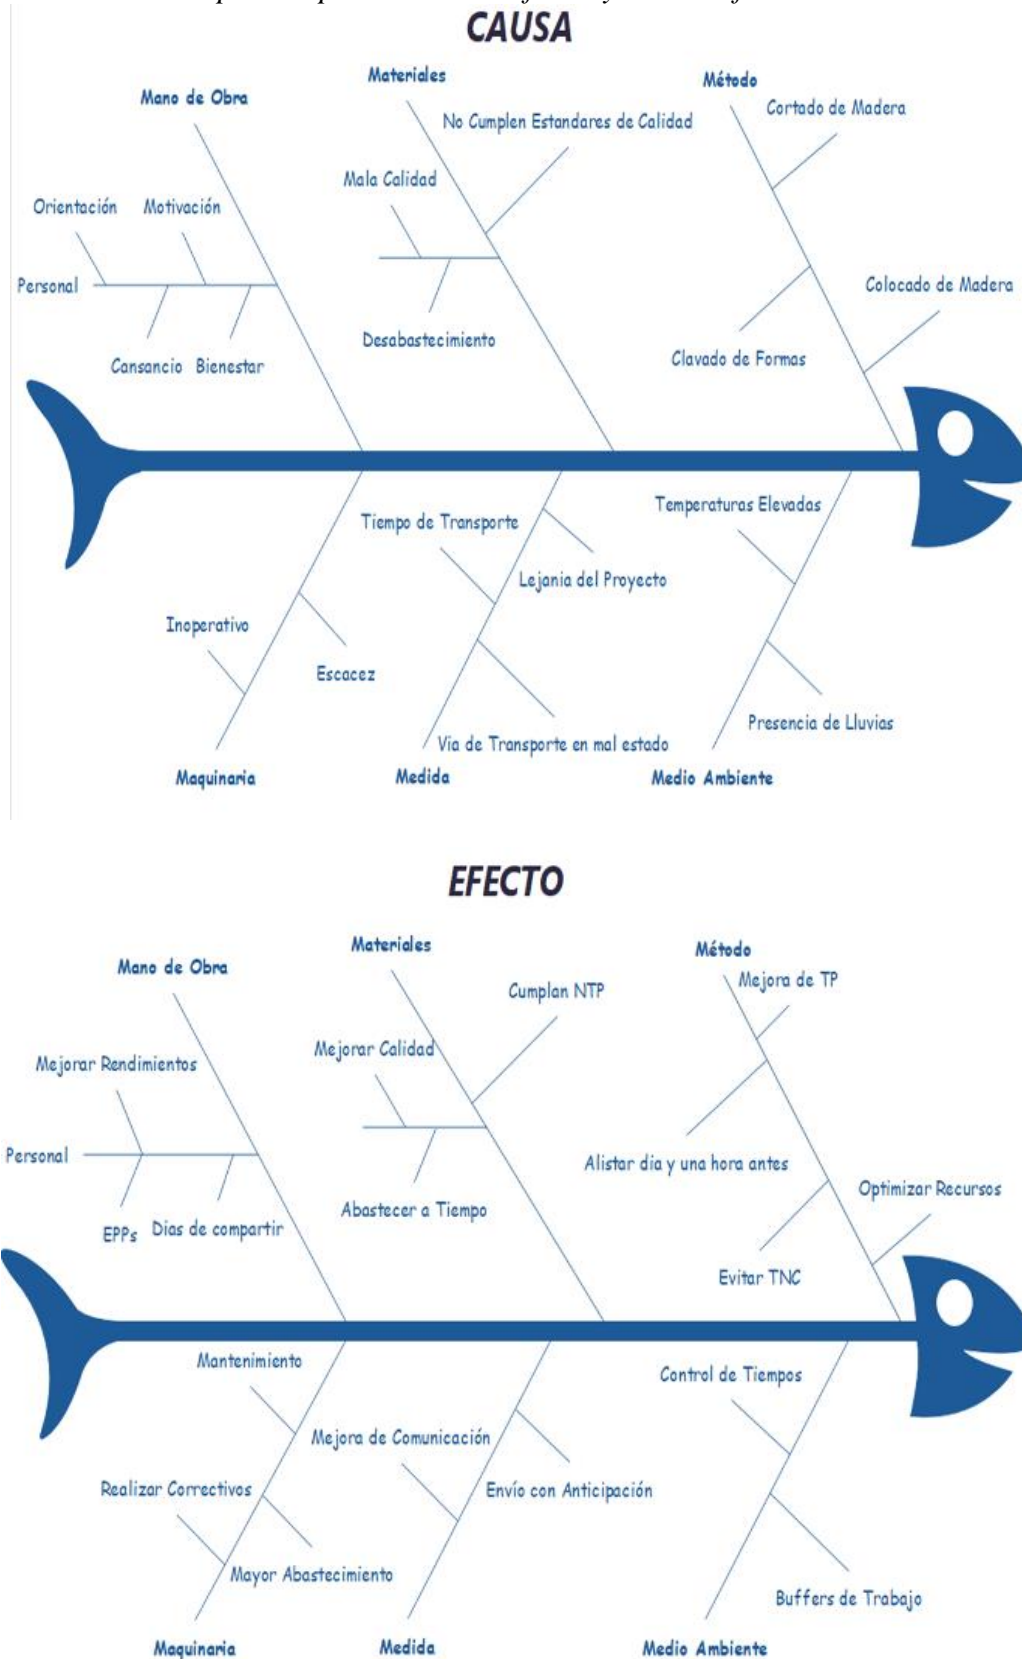 CAUSA
Materiales
Método
Mano de Obra
Cortado de Madera
No Cumplen Estandares de Calidad
Mala Calidad
Orientación
Motivación
Personal
Colocado de Madera
Desabastecimiento
Clavado de Formas
Cansancio
Bienestar
Temperaturas Elevadas
Tiempo de Transporte
Lejania del Proyecto
Inoperativo
Escacez
Presencia de Lluvias
Via de Transporte en mal estado
Maquinaria
Medida
Medio Ambiente
EFECTO
Materiales
Método
Mano de Obra
Mejora de TP
Cumplan NTP
Mejorar Calidad
Mejorar Rendimientos
Personal
Alistar dia y una hora antes
Optimizar Recursos
Abastecer a Tiempo
EPPs
Dias de compartir
Evitar TNC
Mantenimiento
Control de Tiempos
Mejora de Comunicación
Realizar Correctivos
Envío con Anticipación
Mayor Abastecimiento
Buffers de Trabajo
Maquinaria
Medida
Medio Ambiente